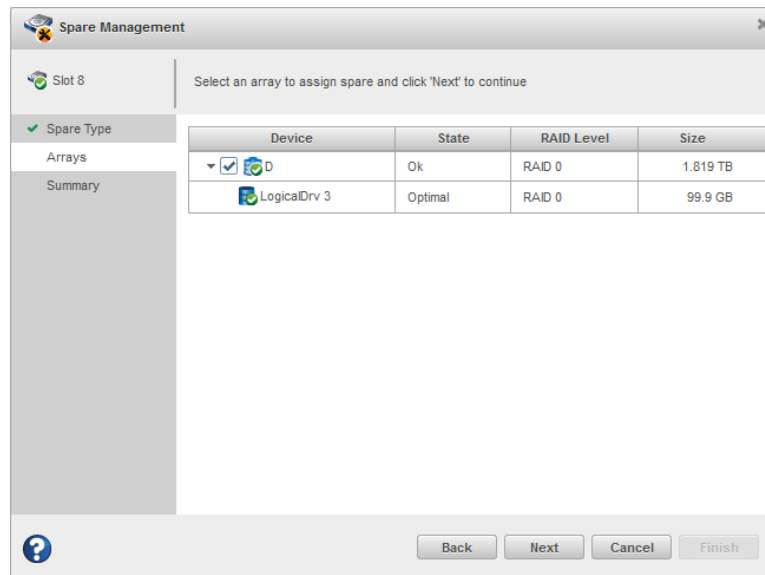 Spare Management
Slot 8
Select an array to assign spare and click 'Next' to continue
Spare Type
Arrays
Summary
Device State RAID Level Size
D Ok RAID 0 1.819 TB
LogicalDrv 3 Optimal RAID 0 99.9 GB
? Back Next Cancel Finish